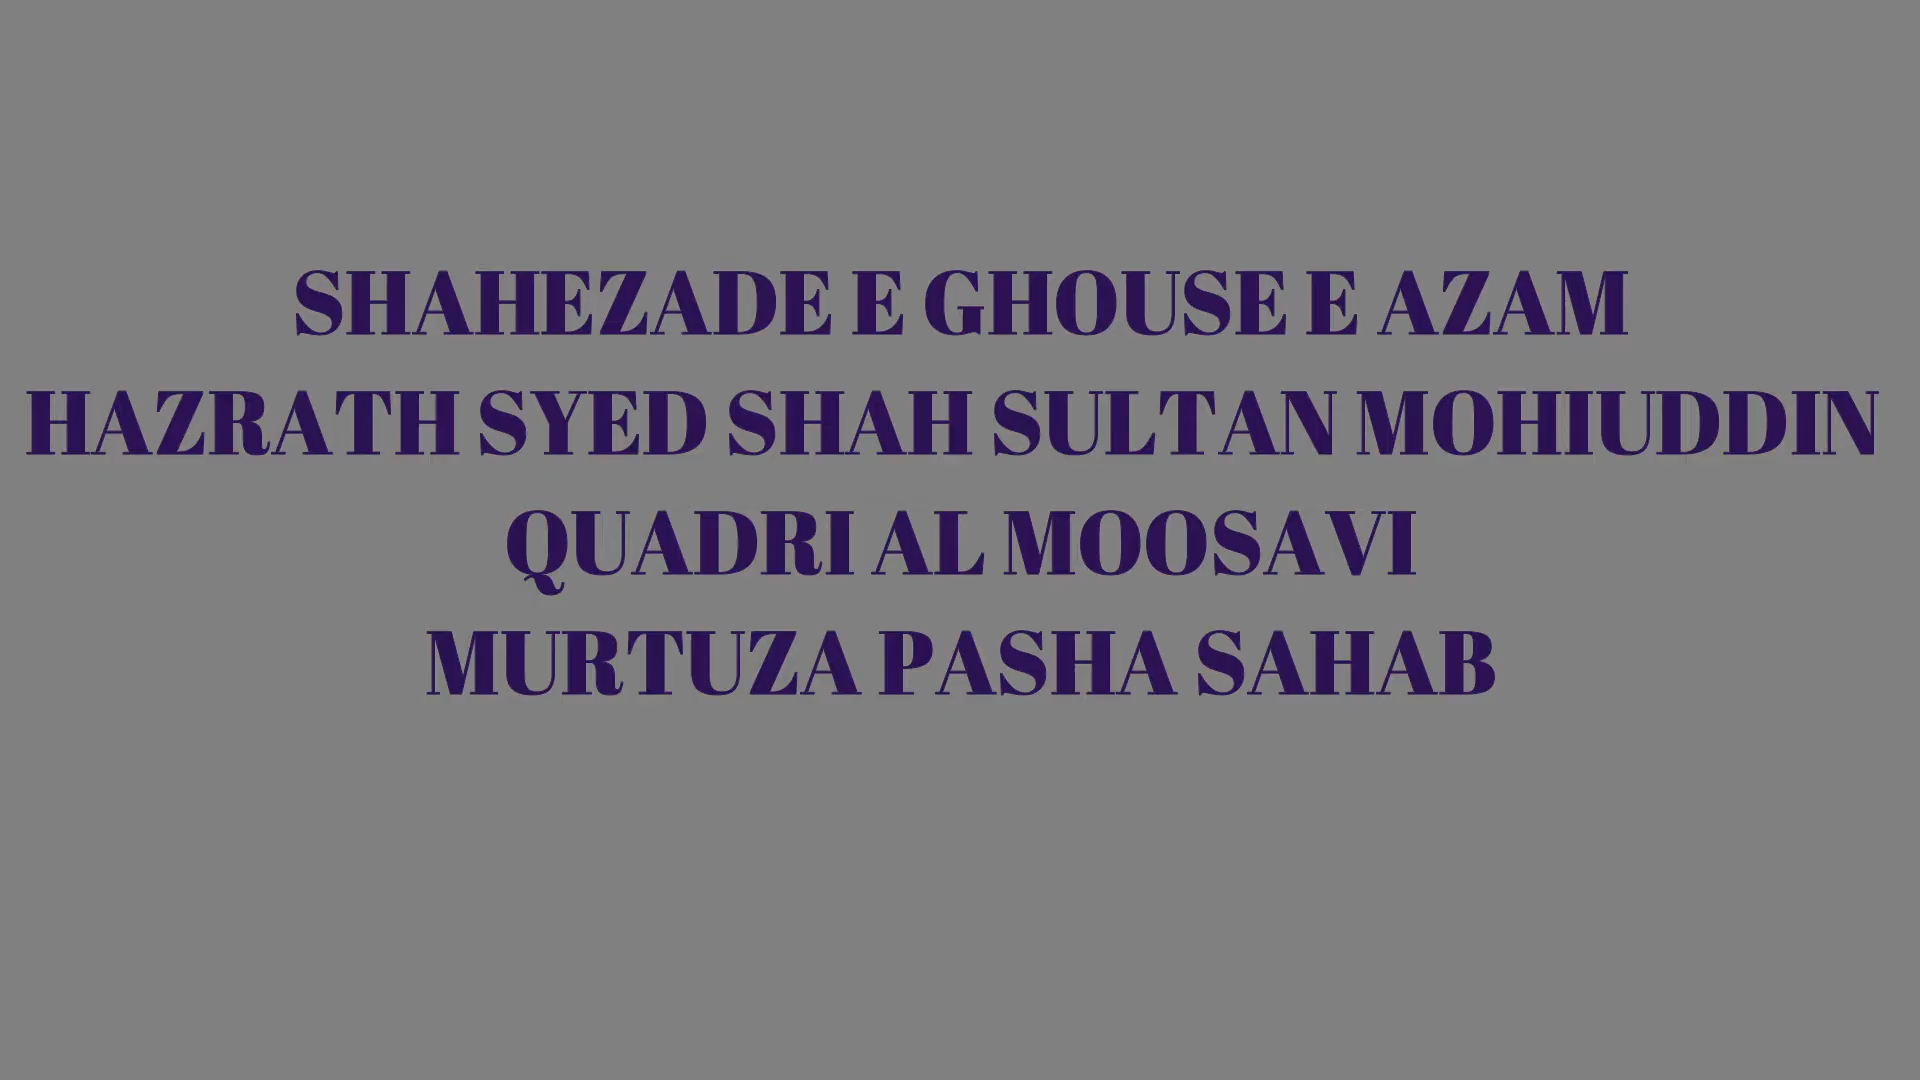 SHAHEZADE E GHOUSE E AZAM
HAZRATH SYED SHAH SULTAN MOHIUDDIN
QUADRI AL MOOSAVI
MURTUZA PASHA SAHAB